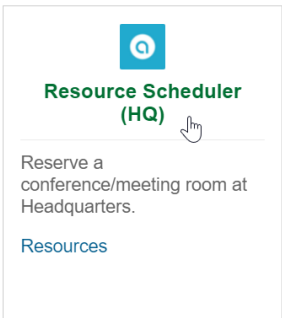 Resource Scheduler
(HQ)
Reserve a
conference/meeting room at
Headquarters.
Resources